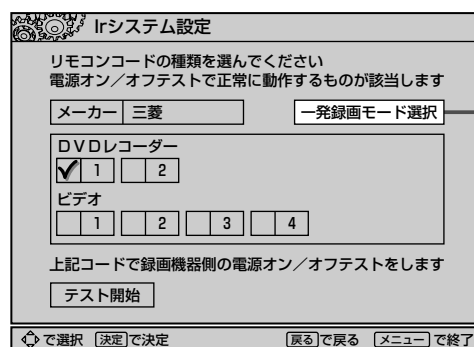 Irシステム設定
リモコンコードの種類を選んでください
電源オン／オフテストで正常に動作するものが該当します
メーカー 三菱 一発録画モード選択
DVDレコーダー
1 2
ビデオ
1 2 3 4
上記コードで録画機器側の電源オン／オフテストをします
テスト開始
で選択 決定で決定 戻るで戻る メニューで終了